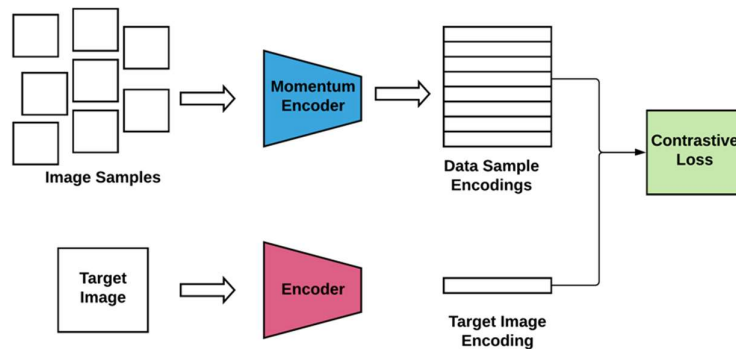 Momentum
Encoder
Image Samples
Data Sample
Encodings
Contrastive
Loss
Target
Image
Encoder
Target Image
Encoding